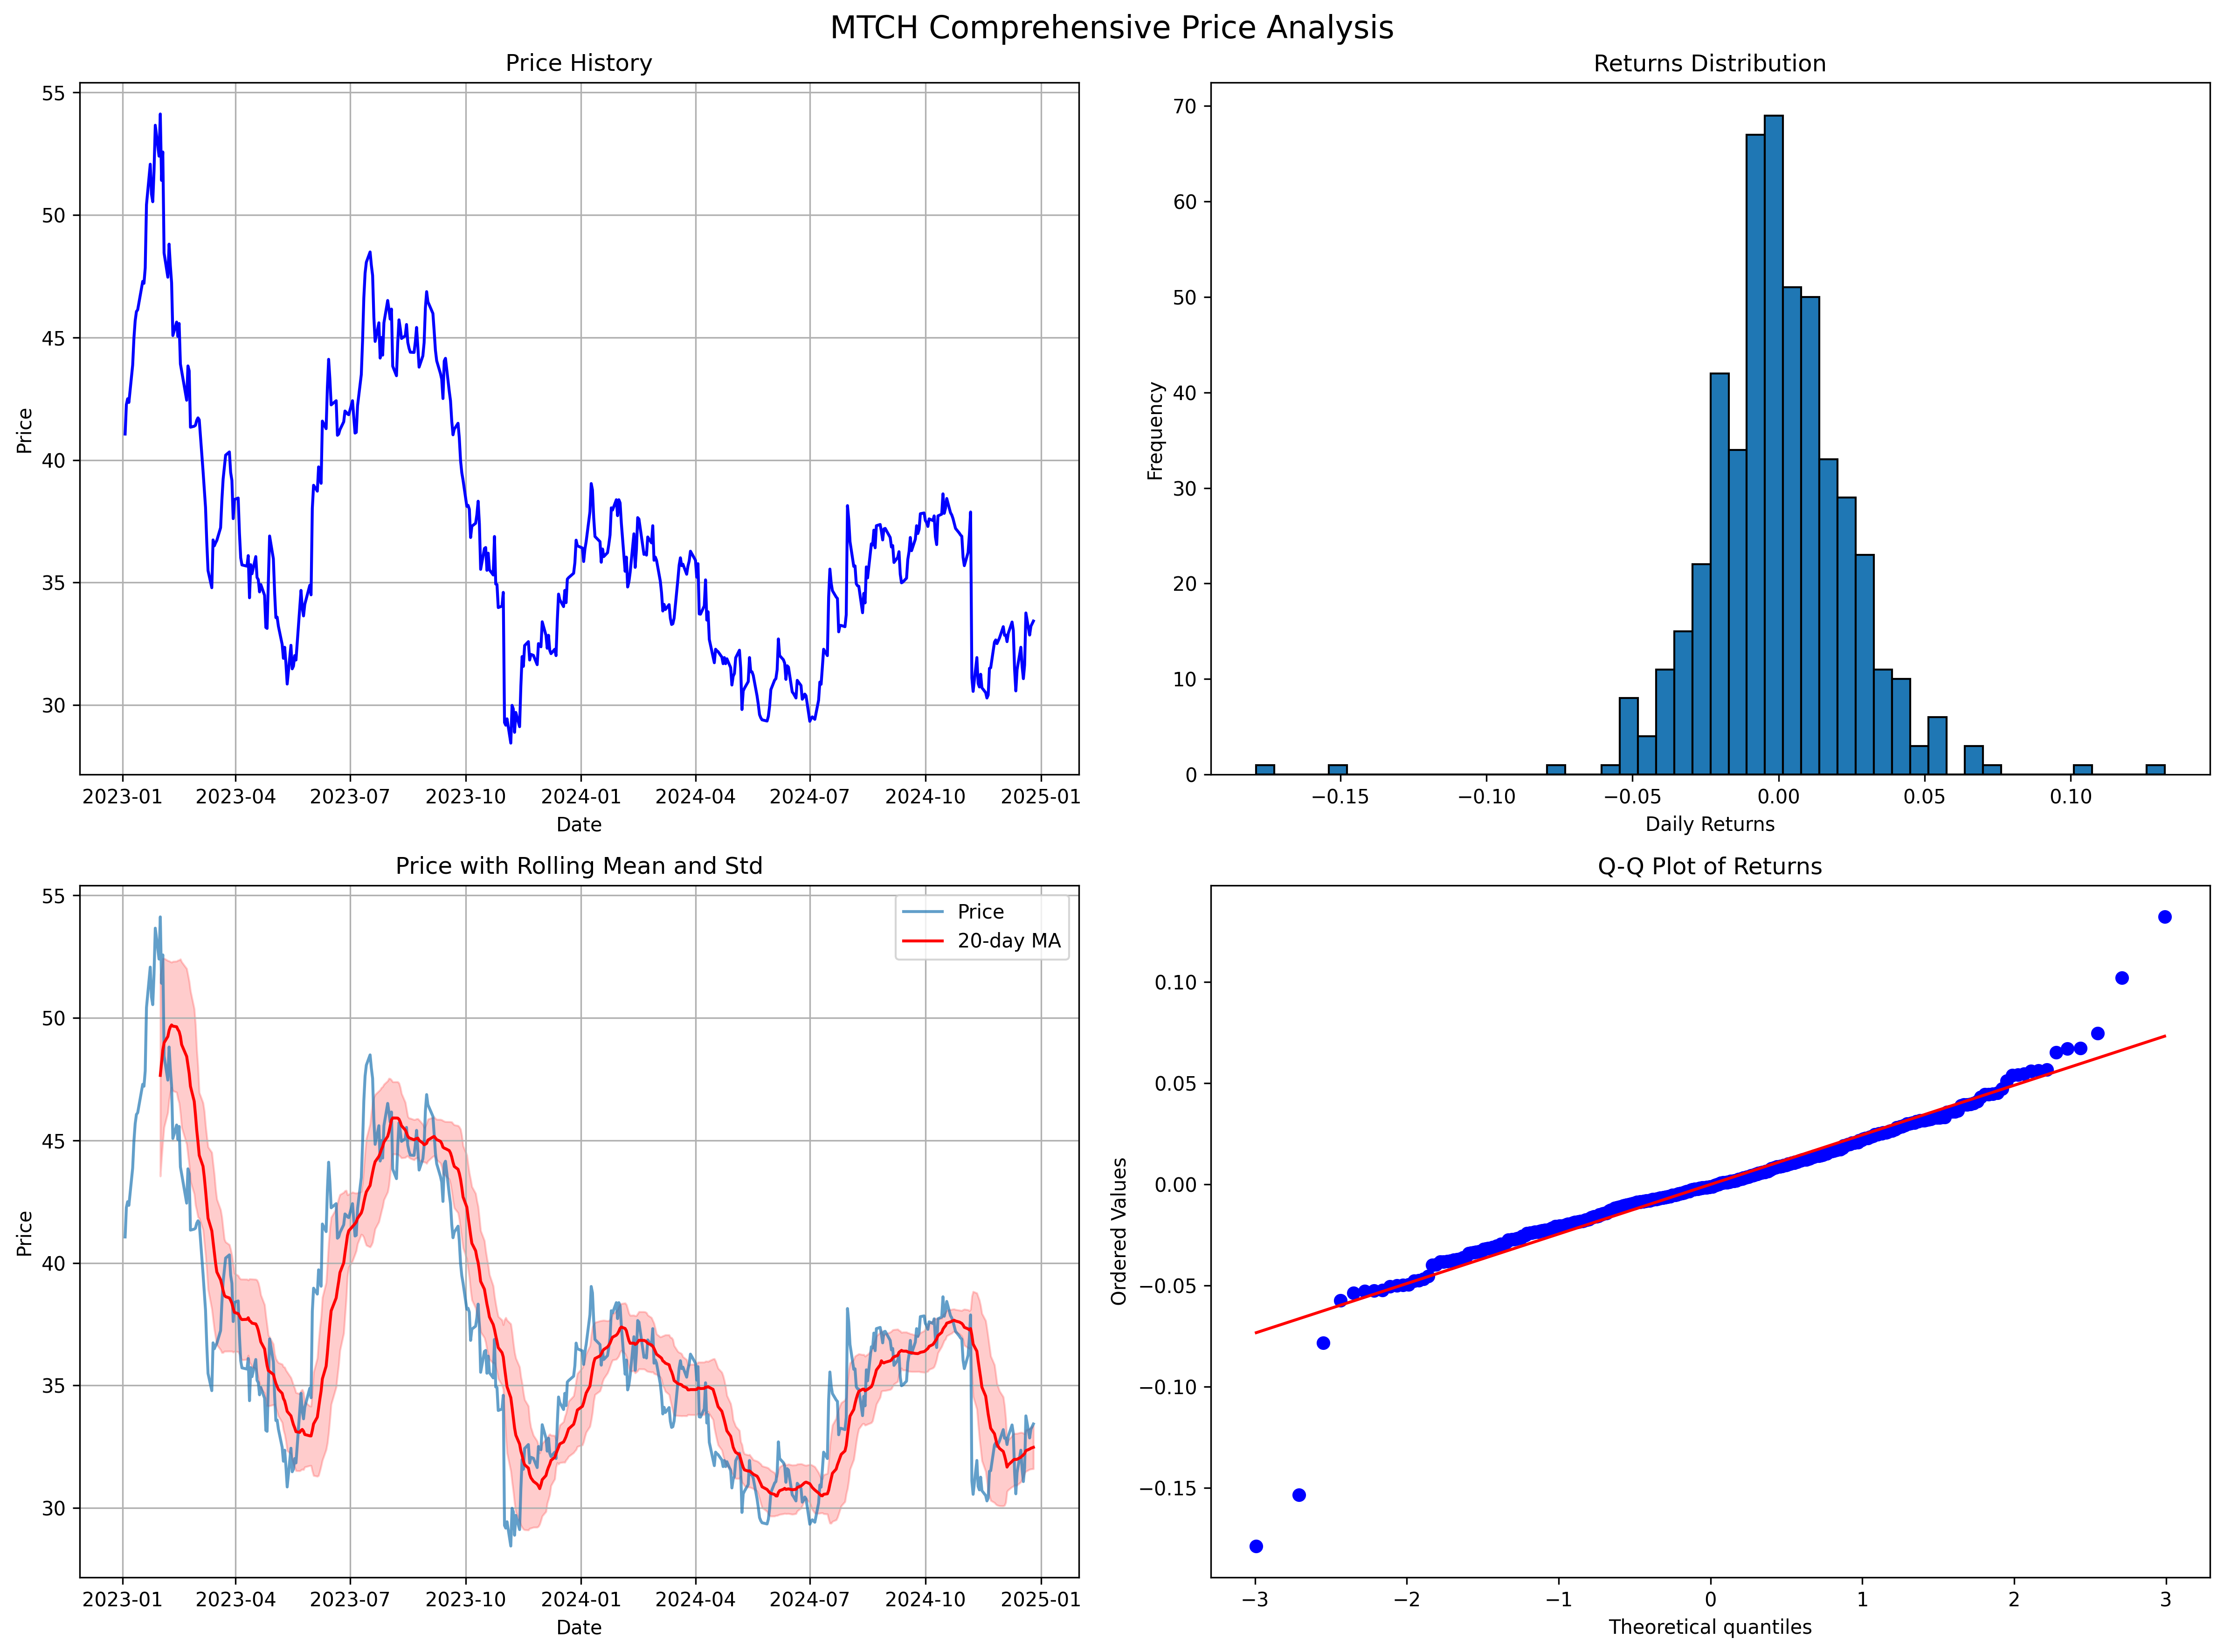 MTCH Comprehensive Price Analysis
Price History
55
50
45
40
35
30
Price
2023-01 2023-04 2023-07 2023-10 2024-01 2024-04 2024-07 2024-10 2025-01
Date
Returns Distribution
70
60
50
40
30
20
10
0
Frequency
−0.15 −0.10 −0.05 0.00 0.05 0.10
Daily Returns
Price with Rolling Mean and Std
55
50
45
40
35
30
Price
Price
20-day MA
2023-01 2023-04 2023-07 2023-10 2024-01 2024-04 2024-07 2024-10 2025-01
Date
Q-Q Plot of Returns
0.10
0.05
0.00
−0.05
−0.10
−0.15
Ordered Values
−3 −2 −1 0 1 2 3
Theoretical quantiles